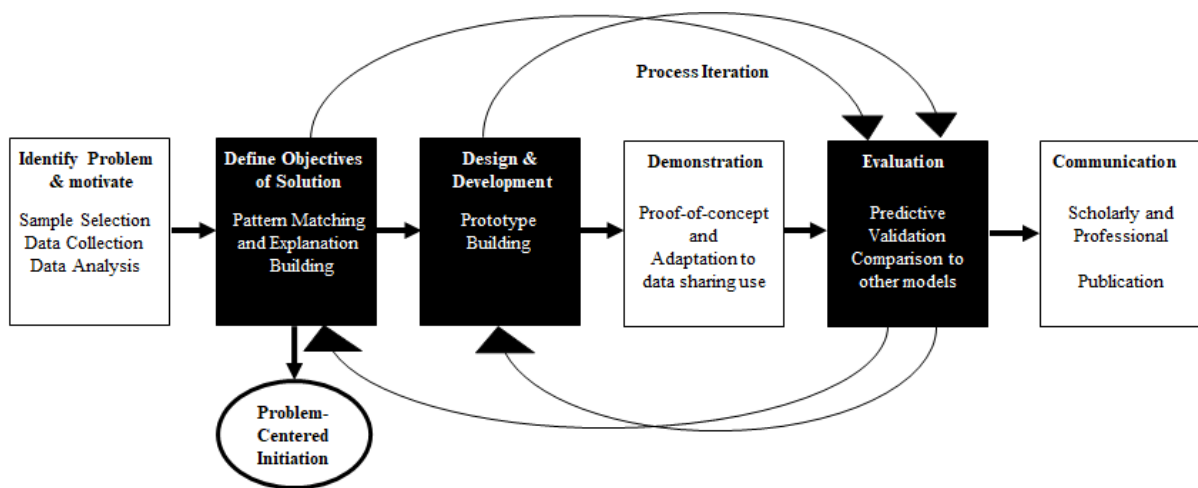 Process Iteration
Identify Problem
& motivate
Sample Selection
Data Collection
Data Analysis
Define Objectives
of Solution
Pattern Matching
and Explanation
Building
Design &
Development
Prototype
Building
Demonstration
Proof-of-concept
and
Adaptation to
data sharing use
Evaluation
Predictive
Validation
Comparison to
other models
Communication
Scholarly and
Professional
Publication
Problem-
Centered
Initiation